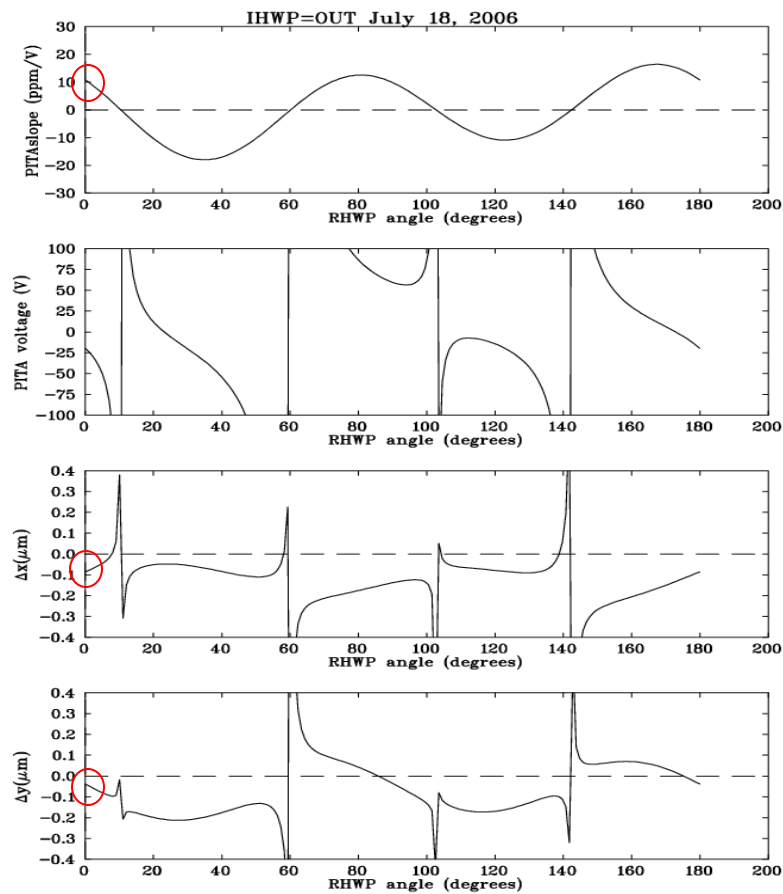 IHWP=OUT July 18, 2006
PITAslope (ppm/V)
30
20
10
0
−10
−20
−30
0 20 40 60 80 100 120 140 160 180 200
RHWP angle (degrees)
PITA voltage (V)
100
75
50
25
0
−25
−50
−75
−100
0 20 40 60 80 100 120 140 160 180 200
RHWP angle (degrees)
Δx(μm)
0.4
0.3
0.2
0.1
0.0
−0.1
−0.2
−0.3
−0.4
0 20 40 60 80 100 120 140 160 180 200
RHWP angle (degrees)
Δy(μm)
0.4
0.3
0.2
0.1
0.0
−0.1
−0.2
−0.3
−0.4
0 20 40 60 80 100 120 140 160 180 200
RHWP angle (degrees)